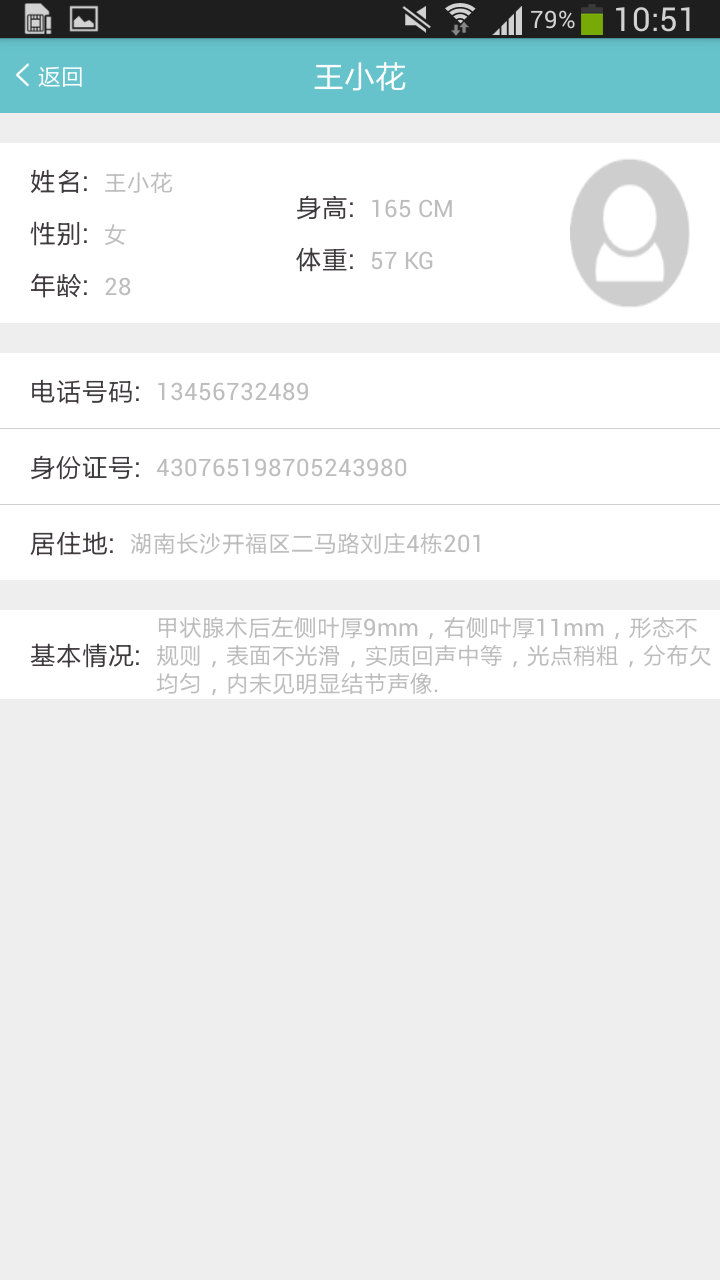 79% 10:51
返回 王小花
姓名: 王小花
身高: 165 CM
性别: 女
体重: 57 KG
年龄: 28
电话号码: 13456732489
身份证号: 430765198705243980
居住地: 湖南长沙开福区二马路刘庄4栋201
基本情况: 甲状腺术后左侧叶厚9mm，右侧叶厚11mm，形态不
规则，表面不光滑，实质回声中等，光点稍粗，分布欠
均匀，内未见明显结节声像.